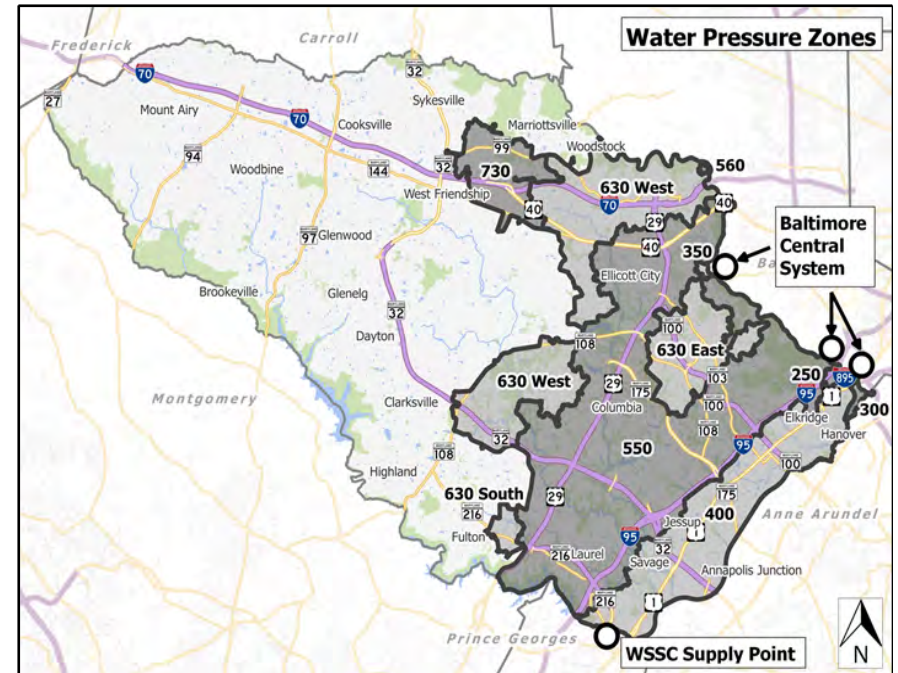 Water Pressure Zones
Frederick
Carroll
70
32
27
Mount Airy
70
Sykesville
Cooksville
Marriottsville
99
Woodstock
94
Woodbine
144
32
730
560
West Friendship
630 West
70
40
29
40
97
Glenwood
40
350
Baltimore
Central
System
Ba
Ellicott City
Brookeville
Glenelg
32
Dayton
108
100
630 East
630 West
29
175
103
250
895
95
1
Montgomery
Clarksville
Columbia
100
Elkridge
300
108
Hanover
32
108
550
95
100
Highland
175
630 South
29
400
Anne Arundel
216
Jessup
1
Fulton
95
32
216
Laurel
Savage
Annapolis Junction
216
1
Prince Georges
WSSC Supply Point
N